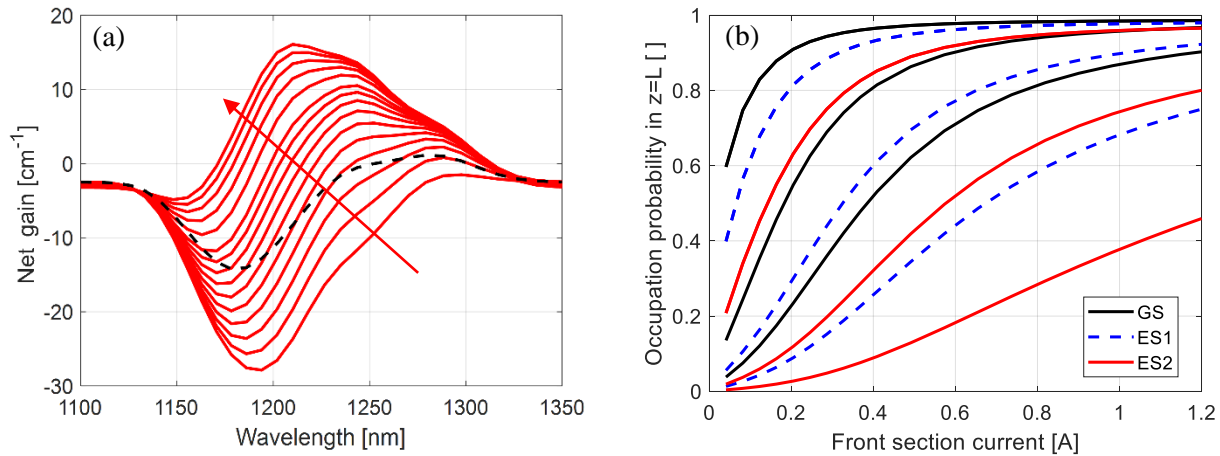 (a)
20
10
0
-10
-20
-30
Net gain [cm-1]
1100
1150
1200
1250
1300
1350
Wavelength [nm]
(b)
1
0.8
0.6
0.4
0.2
0
Occupation probability in z=L [ ]
0
0.2
0.4
0.6
0.8
1
1.2
Front section current [A]
GS
ES1
ES2